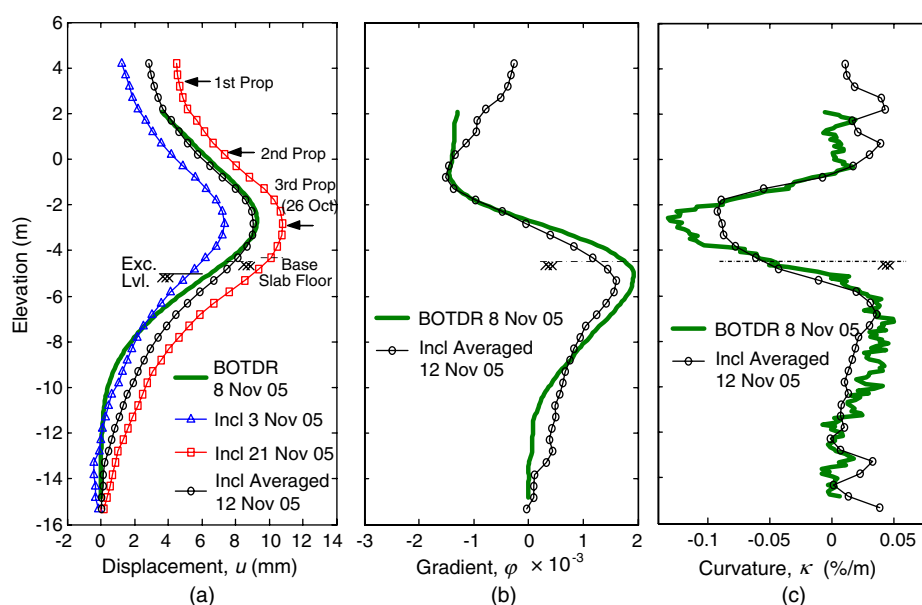 (a)
(b)
(c)
6
4
2
0
-2
-4
-6
-8
-10
-12
-14
-16
Elevation (m)
1st Prop
2nd Prop
3rd Prop
(26 Oct)
Exc.
Lvl.
Base
Slab Floor
BOTDR
8 Nov 05
Incl 3 Nov 05
Incl 21 Nov 05
Incl Averaged
12 Nov 05
-2 0 2 4 6 8 10 12 14
Displacement, u (mm)
(a)
BOTDR 8 Nov 05
Incl Averaged
12 Nov 05
-3 -2 -1 0 1 2
Gradient, φ × 10⁻³
(b)
BOTDR 8 Nov 05
Incl Averaged
12 Nov 05
-0.1 -0.05 0 0.05
Curvature, κ (%/m)
(c)